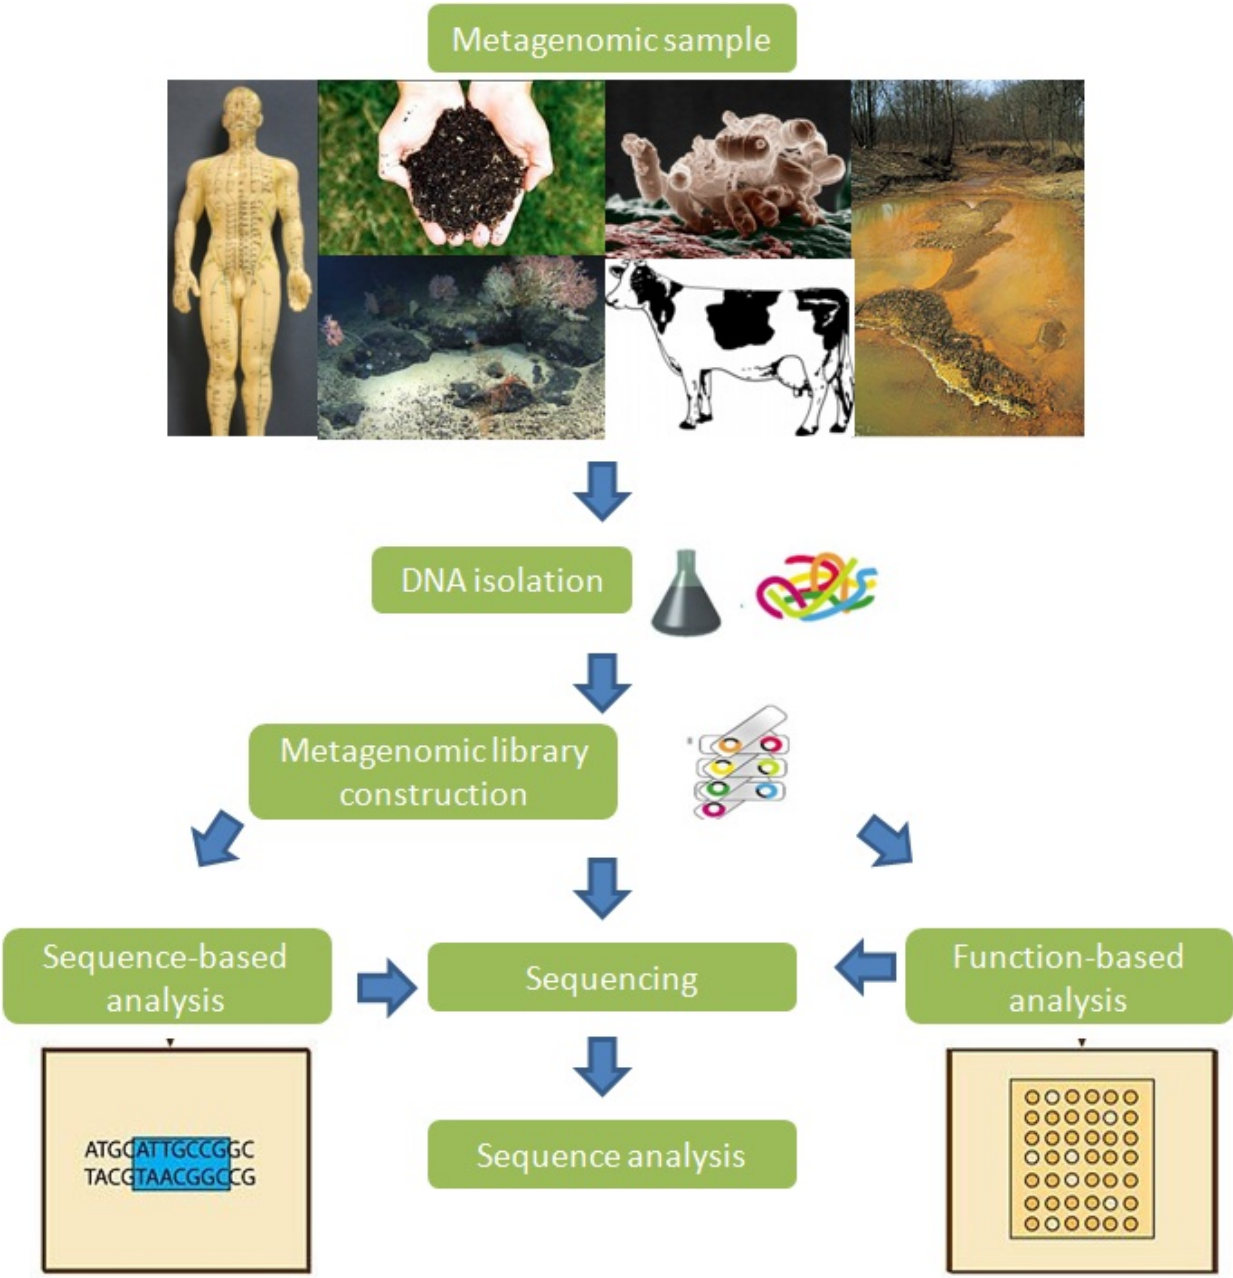 Metagenomic sample
DNA isolation
Metagenomic library
construction
Sequence-based
analysis
Sequencing
Function-based
analysis
ATGCATTGCCGGC
TACGTAACGGCCG
Sequence analysis